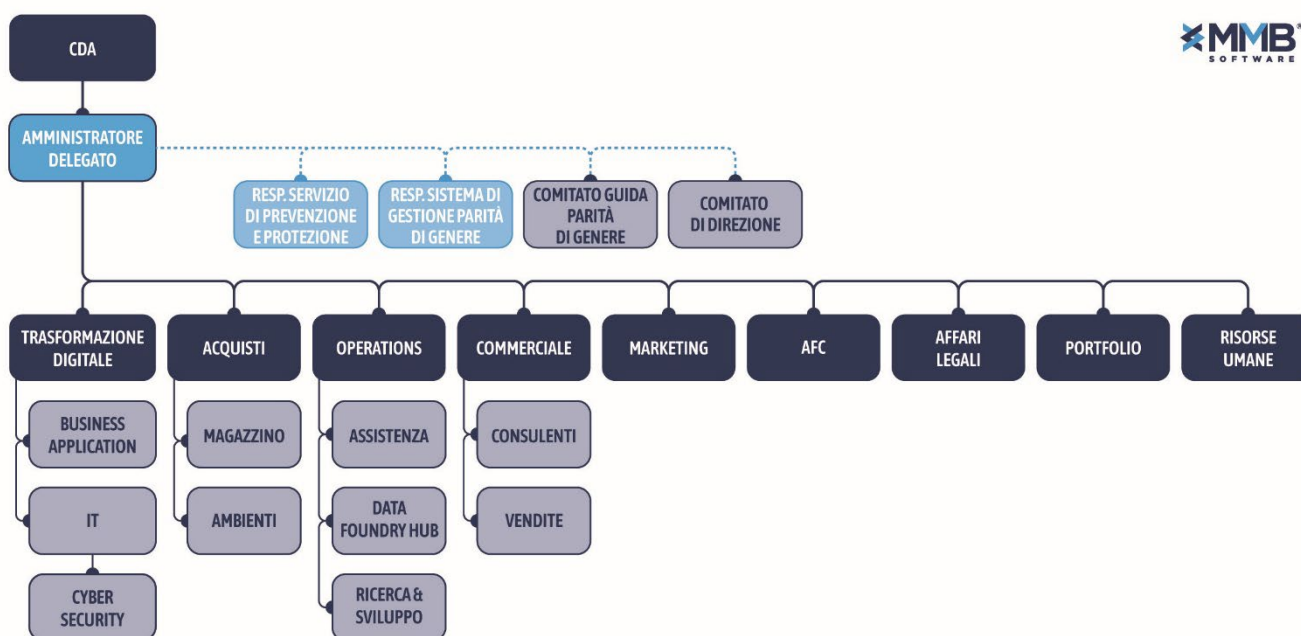 CDA
MMB®
SOFTWARE
AMMINISTRATORE
DELEGATO
RESP. SERVIZIO
DI PREVENZIONE
E PROTEZIONE
RESP. SISTEMA DI
GESTIONE PARITÀ
DI GENERE
COMITATO GUIDA
PARITÀ
DI GENERE
COMITATO
DI DIREZIONE
TRASFORMAZIONE
DIGITALE
ACQUISTI
OPERATIONS
COMMERCIALE
MARKETING
AFC
AFFARI
LEGALI
PORTFOLIO
RISORSE
UMANE
BUSINESS
APPLICATION
MAGAZZINO
ASSISTENZA
CONSULENTI
IT
AMBIENTI
DATA
FOUNDRY HUB
VENDITE
CYBER
SECURITY
RICERCA &
SVILUPPO